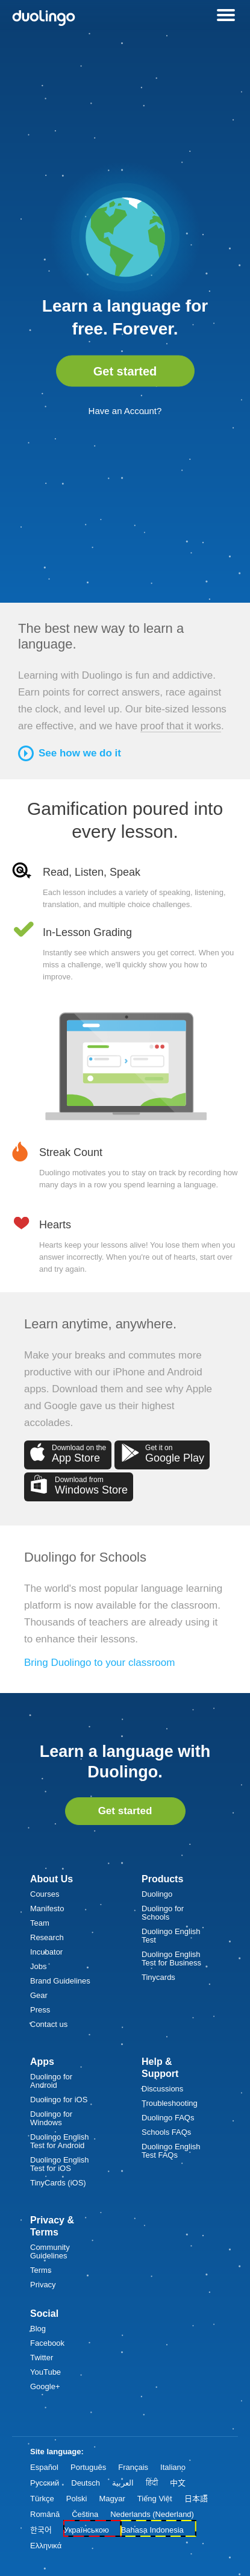 duolingo
Learn a language for
free. Forever.
Get started
Have an Account?
The best new way to learn a
language.
Learning with Duolingo is fun and addictive.
Earn points for correct answers, race against
the clock, and level up. Our bite-sized lessons
are effective, and we have proof that it works.
See how we do it
Gamification poured into
every lesson.
Read, Listen, Speak
Each lesson includes a variety of speaking, listening,
translation, and multiple choice challenges.
In-Lesson Grading
Instantly see which answers you get correct. When you
miss a challenge, we'll quickly show you how to
improve.
Streak Count
Duolingo motivates you to stay on track by recording how
many days in a row you spend learning a language.
Hearts
Hearts keep your lessons alive! You lose them when you
answer incorrectly. When you're out of hearts, start over
and try again.
Learn anytime, anywhere.
Make your breaks and commutes more
productive with our iPhone and Android
apps. Download them and see why Apple
and Google gave us their highest
accolades.
Download on the
App Store
Get it on
Google Play
Download from
Windows Store
Duolingo for Schools
The world's most popular language learning
platform is now available for the classroom.
Thousands of teachers are already using it
to enhance their lessons.
Bring Duolingo to your classroom
Learn a language with
Duolingo.
Get started
About Us
Courses
Manifesto
Team
Research
Incubator
Jobs
Brand Guidelines
Gear
Press
Contact us
Products
Duolingo
Duolingo for
Schools
Duolingo English
Test
Duolingo English
Test for Business
Tinycards
Apps
Duolingo for
Android
Duolingo for iOS
Duolingo for
Windows
Duolingo English
Test for Android
Duolingo English
Test for iOS
TinyCards (iOS)
Help &
Support
Discussions
Troubleshooting
Duolingo FAQs
Schools FAQs
Duolingo English
Test FAQs
Privacy &
Terms
Community
Guidelines
Terms
Privacy
Social
Blog
Facebook
Twitter
YouTube
Google+
Site language:
Español Português Français Italiano
Русский Deutsch العربية हिंदी 中文
Türkçe Polski Magyar Tiếng Việt 日本語
Română Čeština Nederlands (Nederland)
한국어 Українською Bahasa Indonesia
Ελληνικά